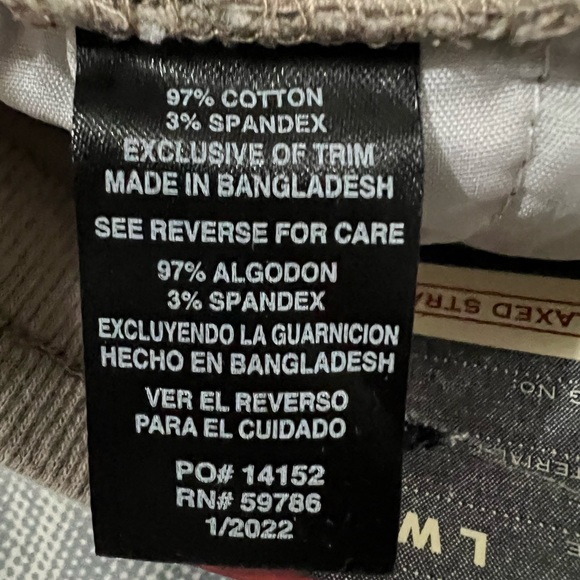 97% COTTON
3% SPANDEX
EXCLUSIVE OF TRIM
MADE IN BANGLADESH
SEE REVERSE FOR CARE
97% ALGODON
3% SPANDEX
EXCLUYENDO LA GUARNICION
HECHO EN BANGLADESH
VER EL REVERSO
PARA EL CUIDADO
PO# 14152
RN# 59786
1/2022